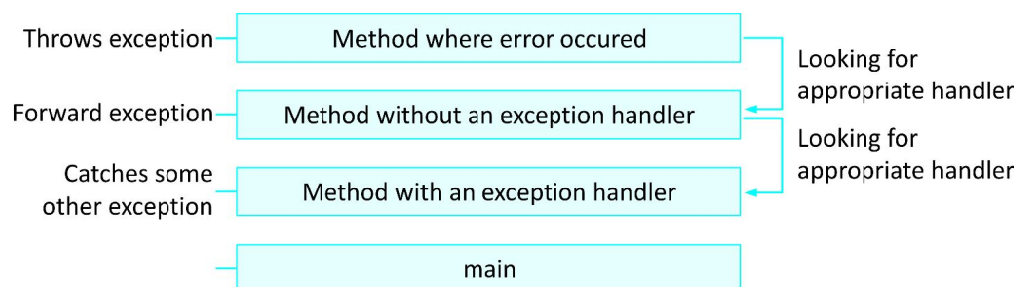 Throws exception
Method where error occured
Looking for
appropriate handler
Forward exception
Method without an exception handler
Looking for
appropriate handler
Catches some
other exception
Method with an exception handler
main